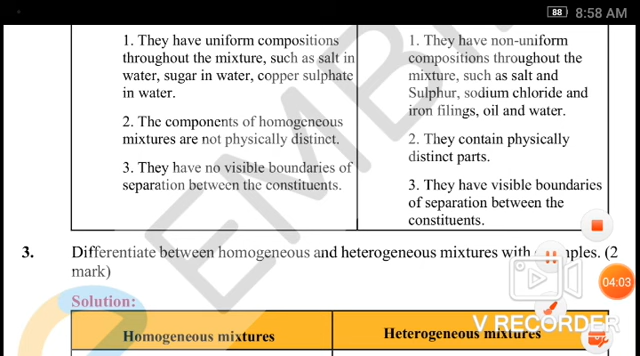 88 8:58 AM
1. They have uniform compositions
throughout the mixture, such as salt in
water, sugar in water, copper sulphate
in water.
2. The components of homogeneous
mixtures are not physically distinct.
3. They have no visible boundaries of
separation between the constituents.
1. They have non-uniform
compositions throughout the
mixture, such as salt and
Sulphur, sodium chloride and
iron filings, oil and water.
2. They contain physically
distinct parts.
3. They have visible boundaries
of separation between the
constituents.
3. Differentiate between homogeneous and heterogeneous mixtures with (2
mark)
Solution:
Homogeneous mixtures
Heterogeneous mixtures
04:03
V RECORDER